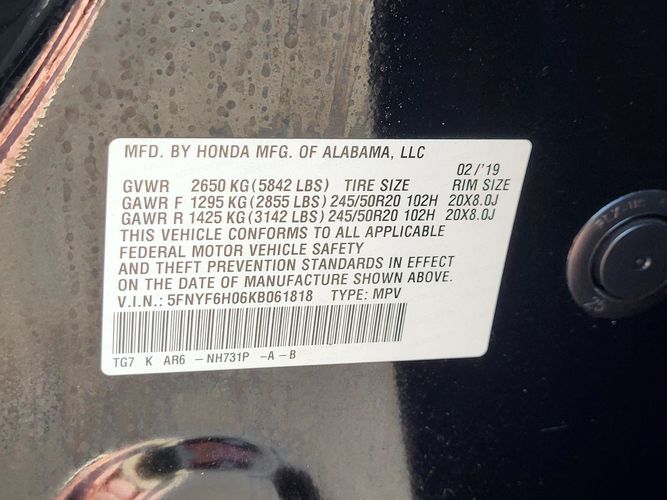 MFD. BY HONDA MFG. OF ALABAMA, LLC
02/'19
GVWR 2650 KG (5842 LBS) TIRE SIZE RIM SIZE
GAWR F 1295 KG (2855 LBS) 245/50R20 102H 20X8.0J
GAWR R 1425 KG (3142 LBS) 245/50R20 102H 20X8.0J
THIS VEHICLE CONFORMS TO ALL APPLICABLE
FEDERAL MOTOR VEHICLE SAFETY
AND THEFT PREVENTION STANDARDS IN EFFECT
ON THE DATE OF MANUFACTURE SHOWN ABOVE.
V.I.N.: 5FNYF6H06KB061818 TYPE: MPV
TG7 K AR6 -NH731P -A-B